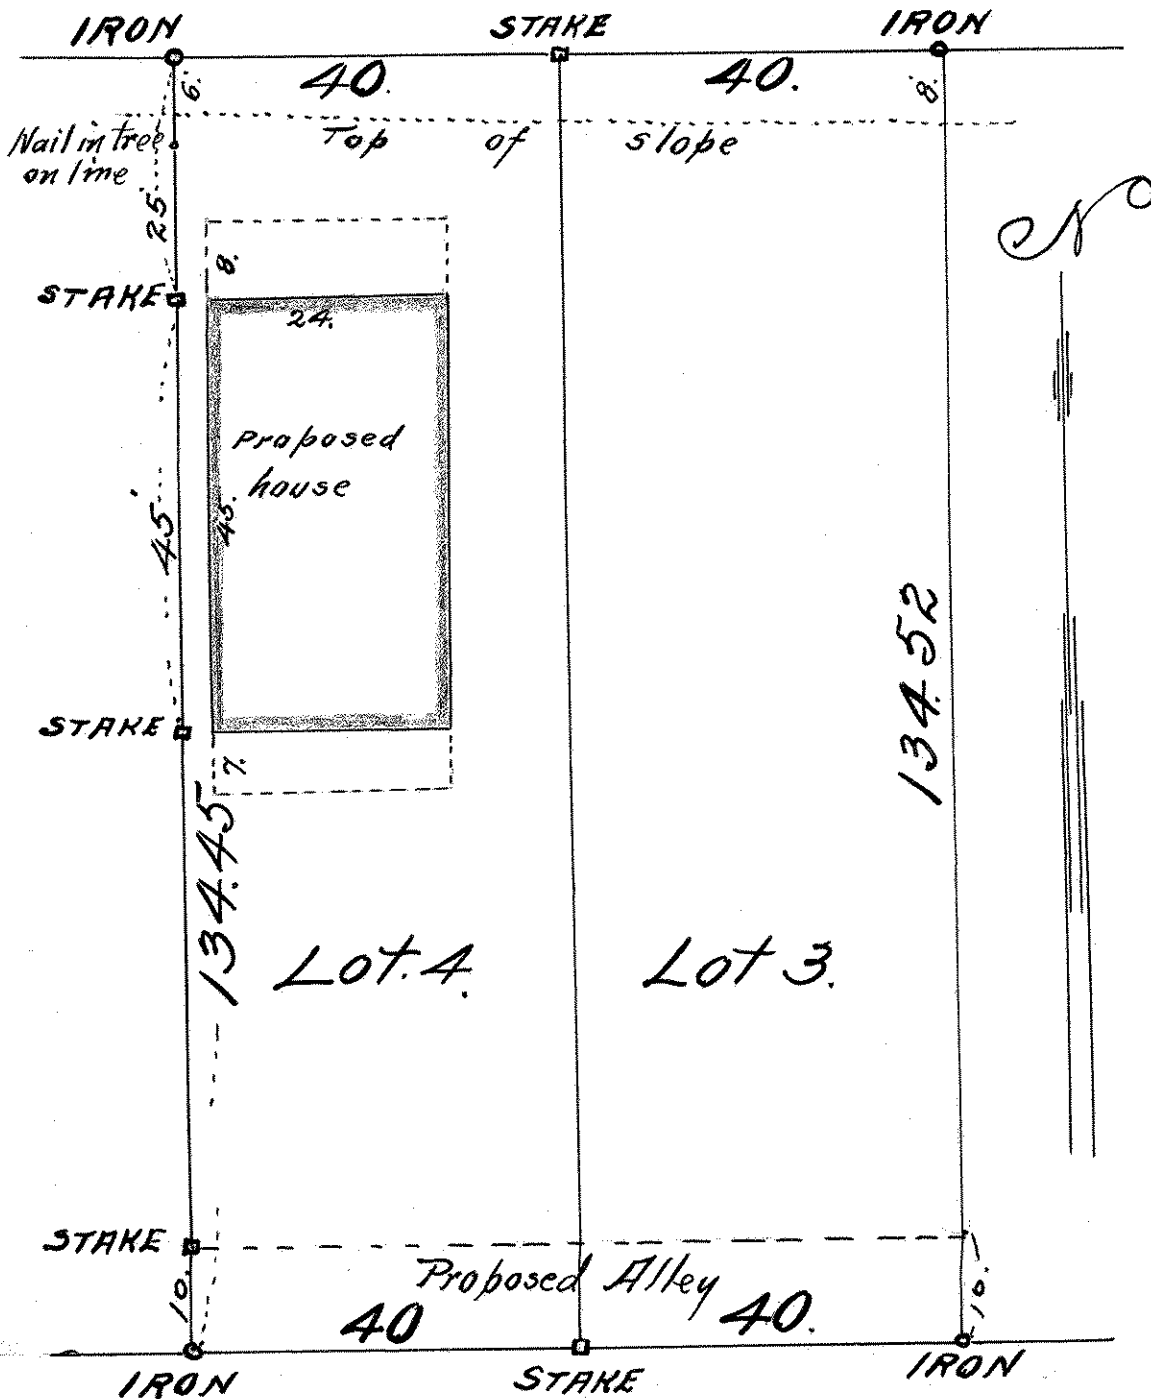 IRON STAKE IRON
6. 40. 40. 8.
Nail in tree Top of slope
on line
N
25
8.
STAKE
24.
Proposed
house
45
45.
134.52
STAKE
7.
134.45
Lot. 4. Lot 3.
STAKE
Proposed Alley
10. 40 40. 10.
IRON STAKE IRON